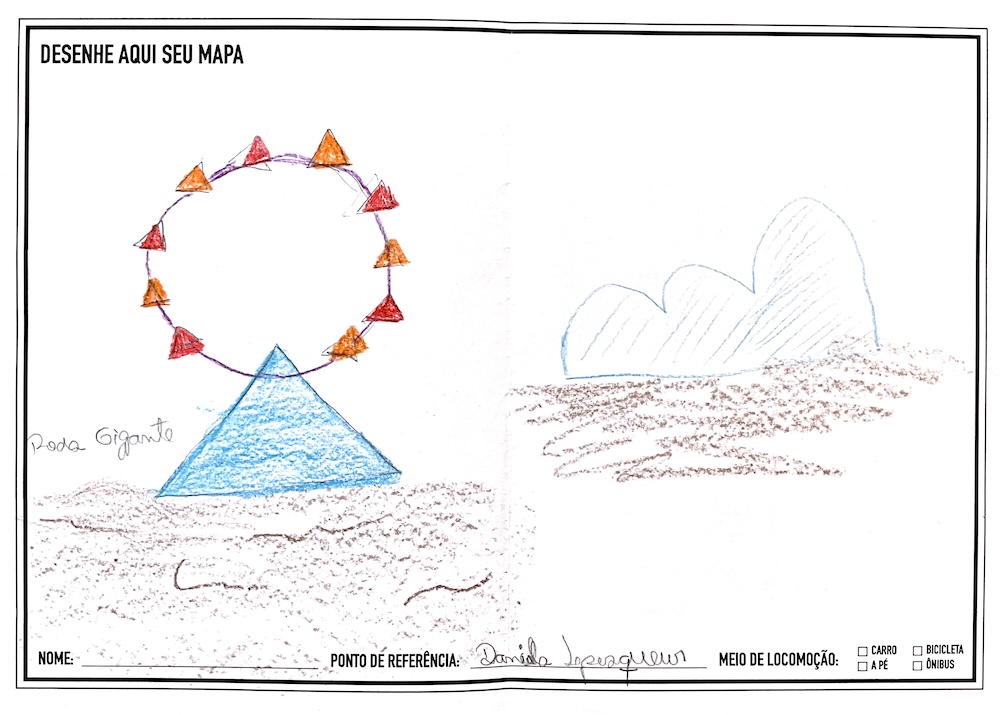 DESENHE AQUI SEU MAPA
Roda Gigante
NOME:
PONTO DE REFERÊNCIA: Daniela
MEIO DE LOCOMOÇÃO:
CARRO
BICICLETA
A PÉ
ÔNIBUS